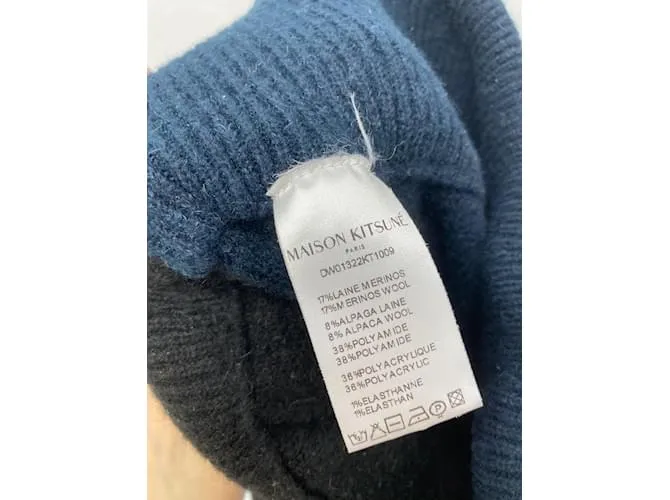 MAISON KITSUNÉ
PARIS
DW01322KT1009
17%LAINE MERINOS
17%MERINOS WOOL
8%ALPAGA LAINE
8% ALPACA WOOL
38%POLYAMIDE
38%POLYAMIDE
36%POLYACRYLIQUE
36%POLYACRYLIC
1%ELASTHANNE
1%ELASTHAN
P